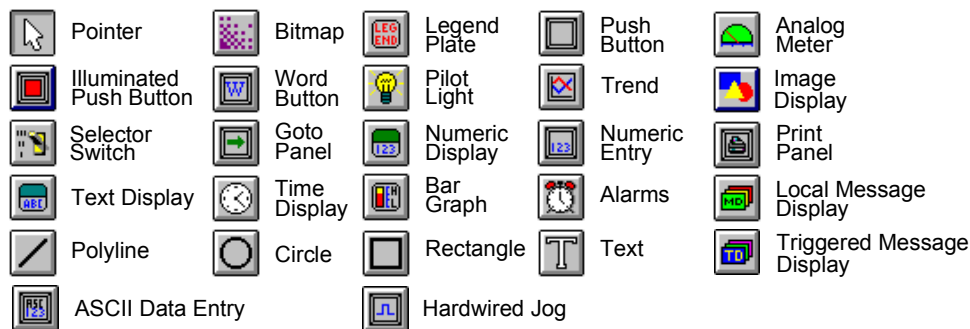 Pointer
Bitmap
LEG
END
Legend
Plate
Push
Button
Analog
Meter
Illuminated
Push Button
W
Word
Button
Pilot
Light
Trend
Image
Display
Selector
Switch
Goto
Panel
123
Numeric
Display
123
Numeric
Entry
Print
Panel
ABC
Text Display
Time
Display
Bar
Graph
Alarms
MD
Local Message
Display
Polyline
Circle
Rectangle
T
Text
TD
Triggered Message
Display
ASC
123
ASCII Data Entry
Hardwired Jog